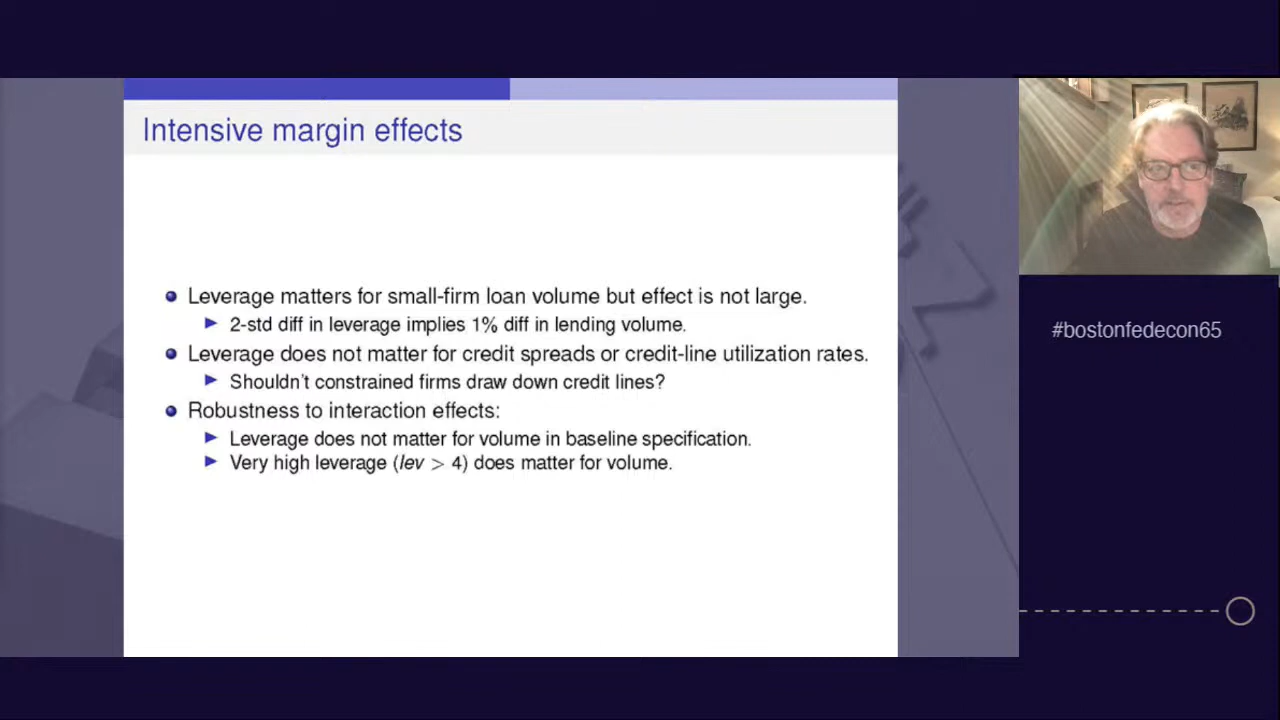 Intensive margin effects
Leverage matters for small-firm loan volume but effect is not large.
2-std diff in leverage implies 1% diff in lending volume.
Leverage does not matter for credit spreads or credit-line utilization rates.
Shouldn't constrained firms draw down credit lines?
Robustness to interaction effects:
Leverage does not matter for volume in baseline specification.
Very high leverage (lev > 4) does matter for volume.
#bostonfedecon65